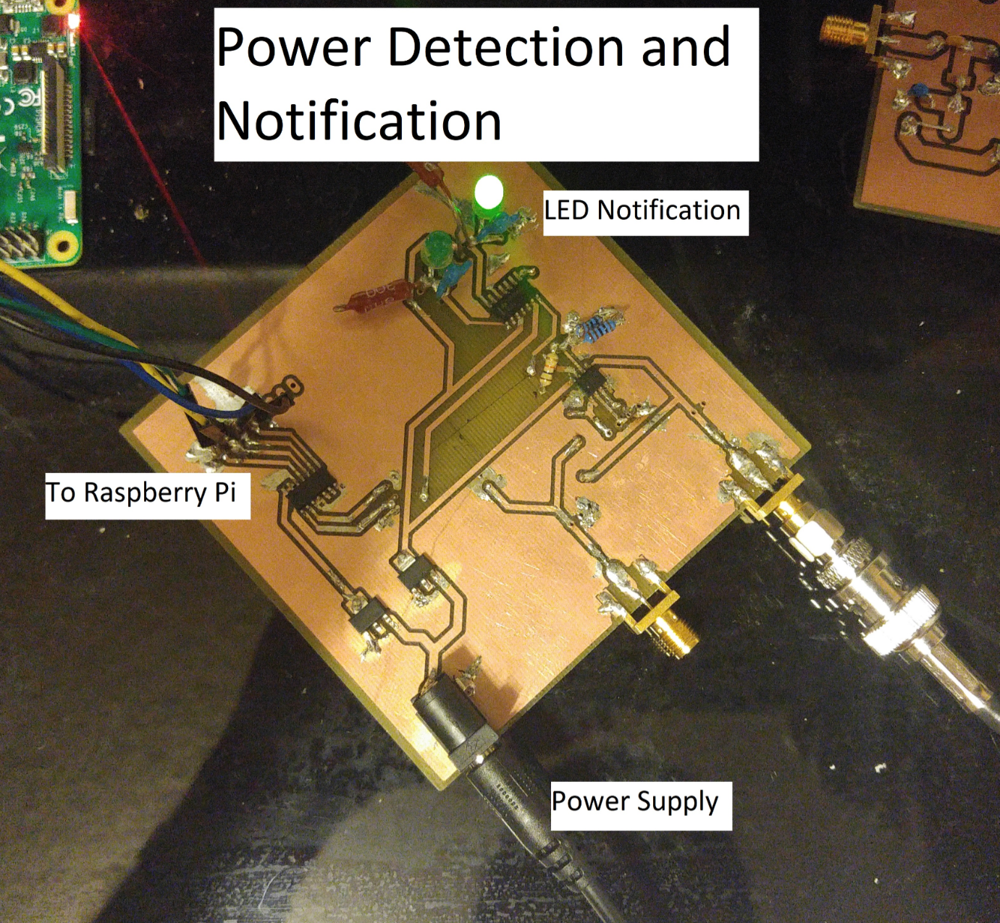 Power Detection and
Notification
LED Notification
To Raspberry Pi
Power Supply